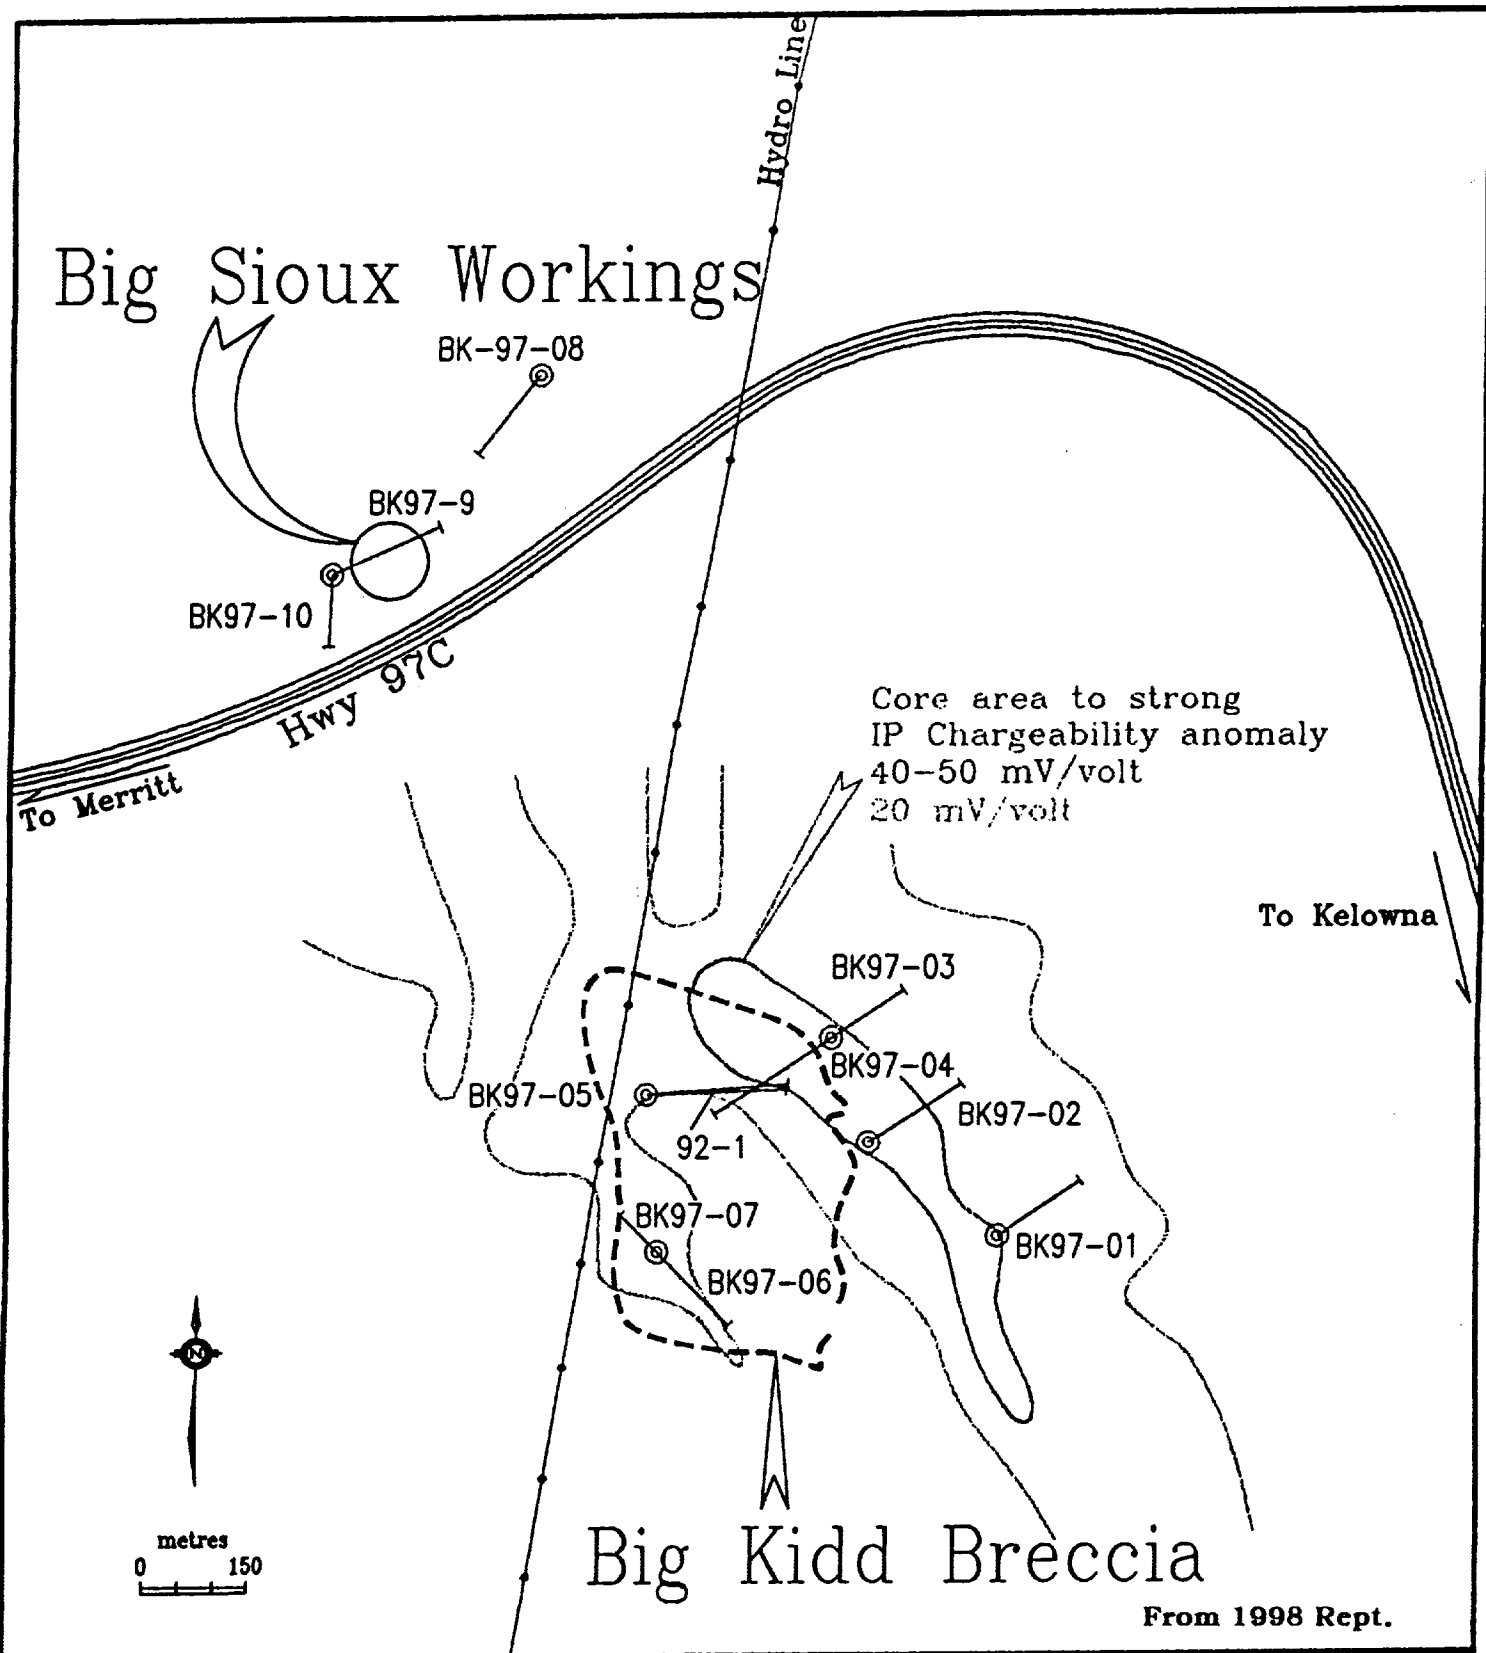 Hydro Line
Big Sioux Workings
BK-97-08
BK97-9
BK97-10
Hwy 97C
To Merritt
Core area to strong
IP Chargeability anomaly
40-50 mV/volt
20 mV/volt
To Kelowna
BK97-03
BK97-04
BK97-05
BK97-02
92-1
BK97-07
BK97-01
BK97-06
N
metres
0 150
Big Kidd Breccia
From 1998 Rept.